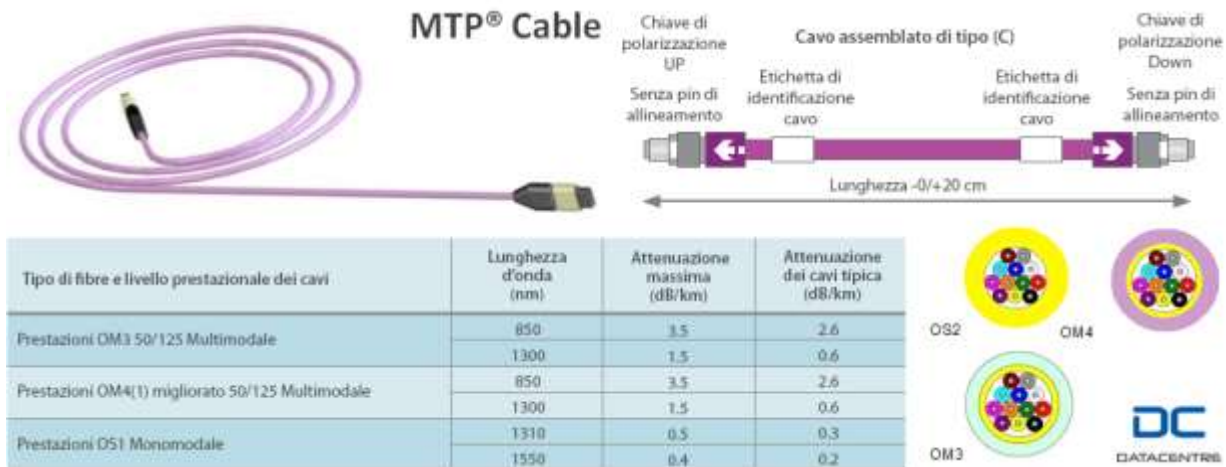 MTP® Cable
Chiave di
polarizzazione
UP
Senza pin di
allineamento
Cavo assemblato di tipo (C)
Etichetta di
identificazione
cavo
Etichetta di
identificazione
cavo
Chiave di
polarizzazione
Down
Senza pin di
allineamento
Lunghezza -0/+20 cm
Tipo di fibre e livello prestazionale dei cavi
Lunghezza
d'onda
(nm)
Attenuazione
massima
(dB/km)
Attenuazione
dei cavi tipica
(dB/km)
Prestazioni OM3 50/125 Multimodale
850 3.5 2.6
1300 1.5 0.6
Prestazioni OM4(1) migliorato 50/125 Multimodale
850 3.5 2.6
1300 1.5 0.6
Prestazioni OS1 Monomodale
1310 0.5 0.3
1550 0.4 0.2
OS2
OM4
OM3
DC
DATACENTRE